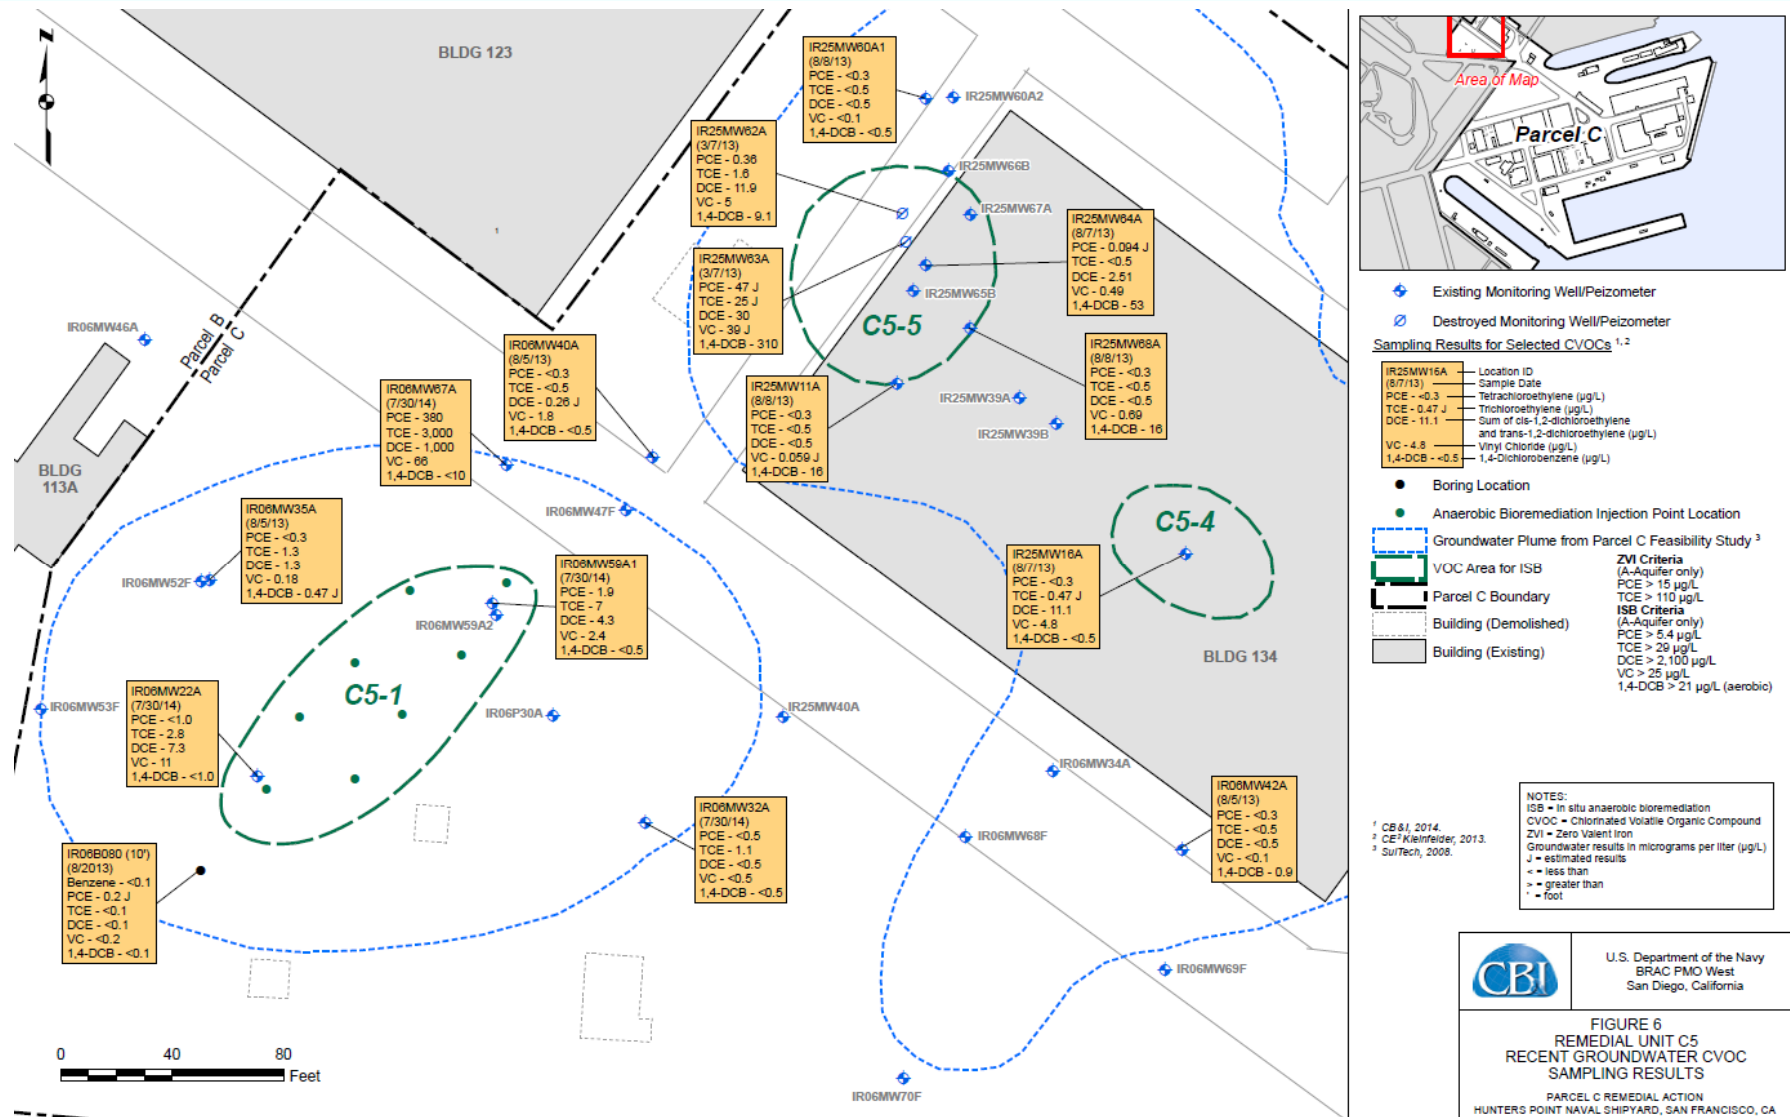 N
BLDG 123
1
IR25MW60A1
(8/8/13)
PCE - <0.3
TCE - <0.5
DCE - <0.5
VC - <0.1
1,4-DCB - <0.5
IR25MW60A2
IR25MW62A
(3/7/13)
PCE - 0.36
TCE - 1.6
DCE - 11.9
VC - 5
1,4-DCB - 9.1
IR25MW66B
IR25MW67A
IR25MW64A
(8/7/13)
PCE - 0.094 J
TCE - <0.5
DCE - 2.51
VC - 0.49
1,4-DCB - 53
IR25MW63A
(3/7/13)
PCE - 47 J
TCE - 25 J
DCE - 30
VC - 39 J
1,4-DCB - 310
IR25MW65B
C5-5
IR06MW46A
Parcel B
Parcel C
IR06MW40A
(8/5/13)
PCE - <0.3
TCE - <0.5
DCE - 0.26 J
VC - 1.8
1,4-DCB - <0.5
IR25MW68A
(8/8/13)
PCE - <0.3
TCE - <0.5
DCE - <0.5
VC - 0.69
1,4-DCB - 16
IR06MW67A
(7/30/14)
PCE - 380
TCE - 3,000
DCE - 1,000
VC - 66
1,4-DCB - <10
IR25MW11A
(8/8/13)
PCE - <0.3
TCE - <0.5
DCE - <0.5
VC - 0.059 J
1,4-DCB - 16
IR25MW39A
IR25MW39B
BLDG
113A
IR06MW35A
(8/5/13)
PCE - <0.3
TCE - 1.3
DCE - 1.3
VC - 0.18
1,4-DCB - 0.47 J
IR06MW47F
C5-4
IR06MW52F
IR06MW59A1
(7/30/14)
PCE - 1.9
TCE - 7
DCE - 4.3
VC - 2.4
1,4-DCB - <0.5
IR25MW16A
(8/7/13)
PCE - <0.3
TCE - 0.47 J
DCE - 11.1
VC - 4.8
1,4-DCB - <0.5
IR06MW59A2
BLDG 134
C5-1
IR06MW22A
(7/30/14)
PCE - <1.0
TCE - 2.8
DCE - 7.3
VC - 11
1,4-DCB - <1.0
IR06MW53F
IR06P30A
IR25MW40A
IR06MW34A
IR06MW42A
(8/5/13)
PCE - <0.3
TCE - <0.5
DCE - <0.5
VC - <0.1
1,4-DCB - 0.9
IR06MW32A
(7/30/14)
PCE - <0.5
TCE - 1.1
DCE - <0.5
VC - <0.5
1,4-DCB - <0.5
IR06MW68F
IR06B080 (10')
(8/2013)
Benzene - <0.1
PCE - 0.2 J
TCE - <0.1
DCE - <0.1
VC - <0.2
1,4-DCB - <0.1
IR06MW69F
IR06MW70F
0 40 80
Feet
Area of Map
Parcel C
Existing Monitoring Well/Peizometer
Destroyed Monitoring Well/Peizometer
Sampling Results for Selected CVOCs 1,2
IR25MW16A Location ID
(8/7/13) Sample Date
PCE - <0.3 Tetrachloroethylene (µg/L)
TCE - 0.47 J Trichloroethylene (µg/L)
DCE - 11.1 Sum of cis-1,2-dichloroethylene
and trans-1,2-dichloroethylene (µg/L)
VC - 4.8 Vinyl Chloride (µg/L)
1,4-DCB - <0.5 1,4-Dichlorobenzene (µg/L)
Boring Location
Anaerobic Bioremediation Injection Point Location
Groundwater Plume from Parcel C Feasibility Study 3
VOC Area for ISB
Parcel C Boundary
Building (Demolished)
Building (Existing)
ZVI Criteria
(A-Aquifer only)
PCE > 15 µg/L
TCE > 110 µg/L
ISB Criteria
(A-Aquifer only)
PCE > 5.4 µg/L
TCE > 29 µg/L
DCE > 2,100 µg/L
VC > 25 µg/L
1,4-DCB > 21 µg/L (aerobic)
1 CB&I, 2014.
2 CE2 Kleinfelder, 2013.
3 SulTech, 2008.
NOTES:
ISB = In situ anaerobic bioremediation
CVOC = Chlorinated Volatile Organic Compound
ZVI = Zero Valent Iron
Groundwater results in micrograms per liter (µg/L)
J = estimated results
< = less than
> = greater than
' = foot
CB&I
U.S. Department of the Navy
BRAC PMO West
San Diego, California
FIGURE 6
REMEDIAL UNIT C5
RECENT GROUNDWATER CVOC
SAMPLING RESULTS
PARCEL C REMEDIAL ACTION
HUNTERS POINT NAVAL SHIPYARD, SAN FRANCISCO, CA